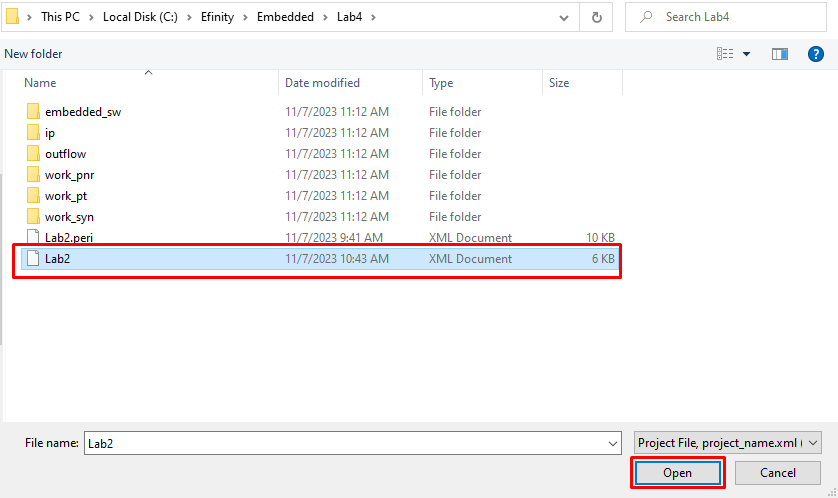 This PC > Local Disk (C:) > Efinity > Embedded > Lab4 >
Search Lab4
New folder
Name Date modified Type Size
embedded_sw 11/7/2023 11:12 AM File folder
ip 11/7/2023 11:12 AM File folder
outflow 11/7/2023 11:12 AM File folder
work_pnr 11/7/2023 11:12 AM File folder
work_pt 11/7/2023 11:12 AM File folder
work_syn 11/7/2023 11:12 AM File folder
Lab2.peri 11/7/2023 9:41 AM XML Document 10 KB
Lab2 11/7/2023 10:43 AM XML Document 6 KB
File name: Lab2 Project File, project_name.xml (
Open Cancel